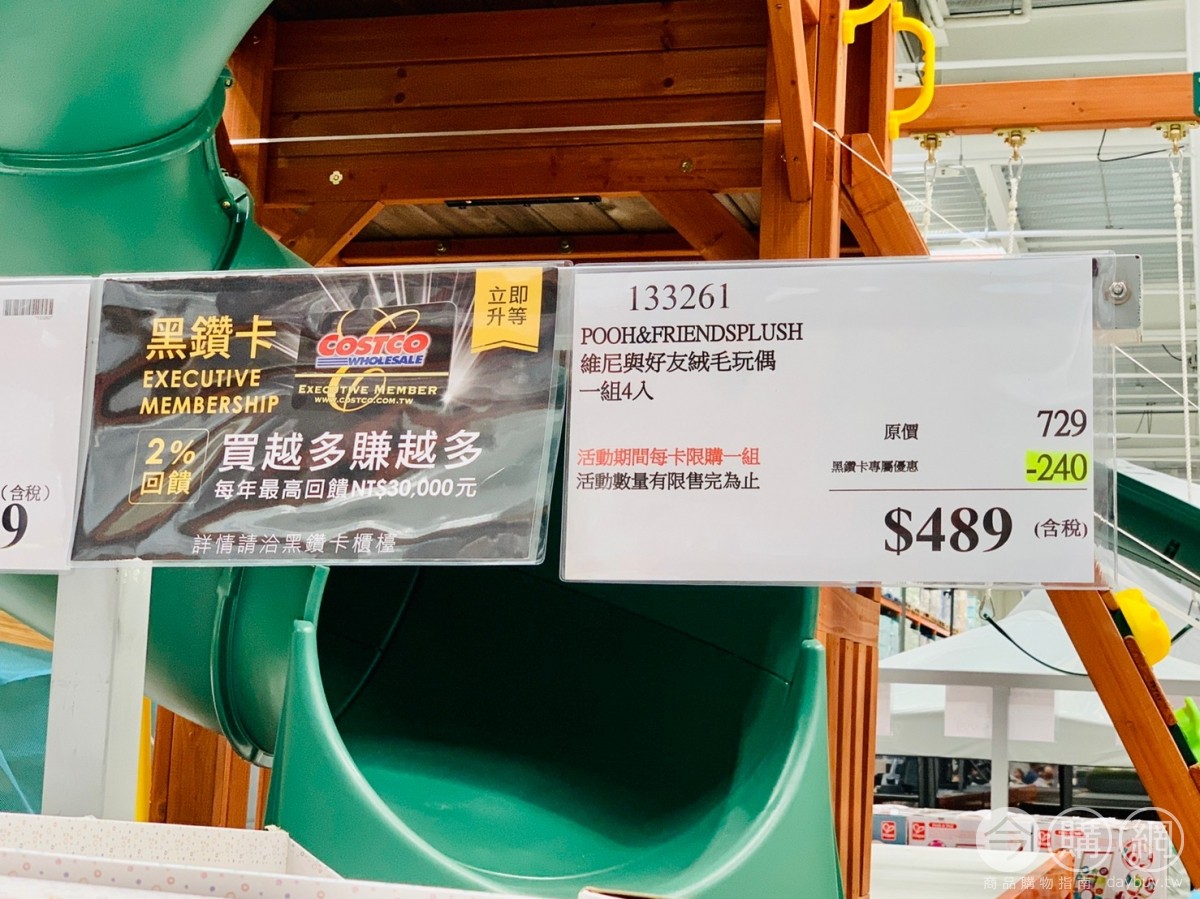 （含稅）
9
立即
升等
黑鑽卡
EXECUTIVE
MEMBERSHIP
COSTCO
WHOLESALE
EXECUTIVE MEMBER
WWW.COSTCO.COM.TW
2%
回饋
買越多賺越多
每年最高回饋NT$30,000元
詳情請洽黑鑽卡櫃檯
133261
POOH&FRIENDSPLUSH
維尼與好友絨毛玩偶
一組4入
原價 729
活動期間每卡限購一組
黑鑽卡專屬優惠 -240
活動數量有限售完為止
$489 （含稅）
今購網
商品購物指南 / daybuy.tw